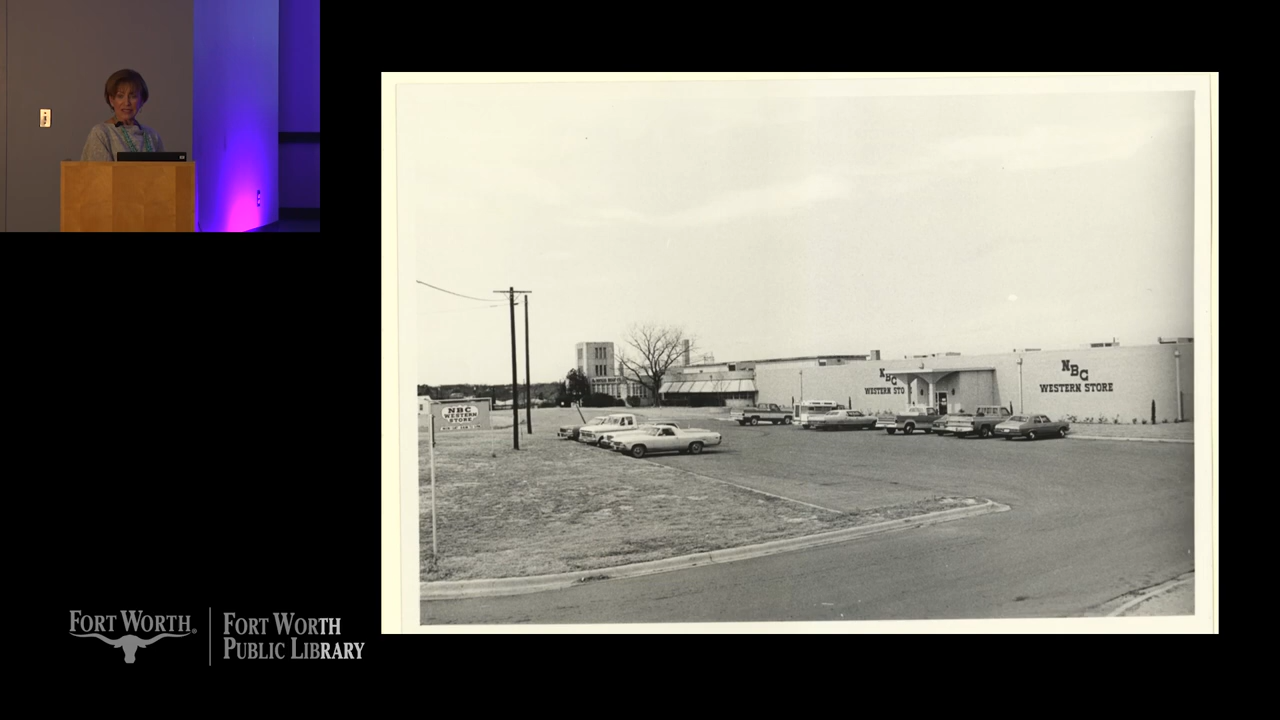 NBC
WESTERN STO
NBC
WESTERN STORE
NBC
WESTERN
STORE
FORT WORTH®
FORT WORTH
PUBLIC LIBRARY